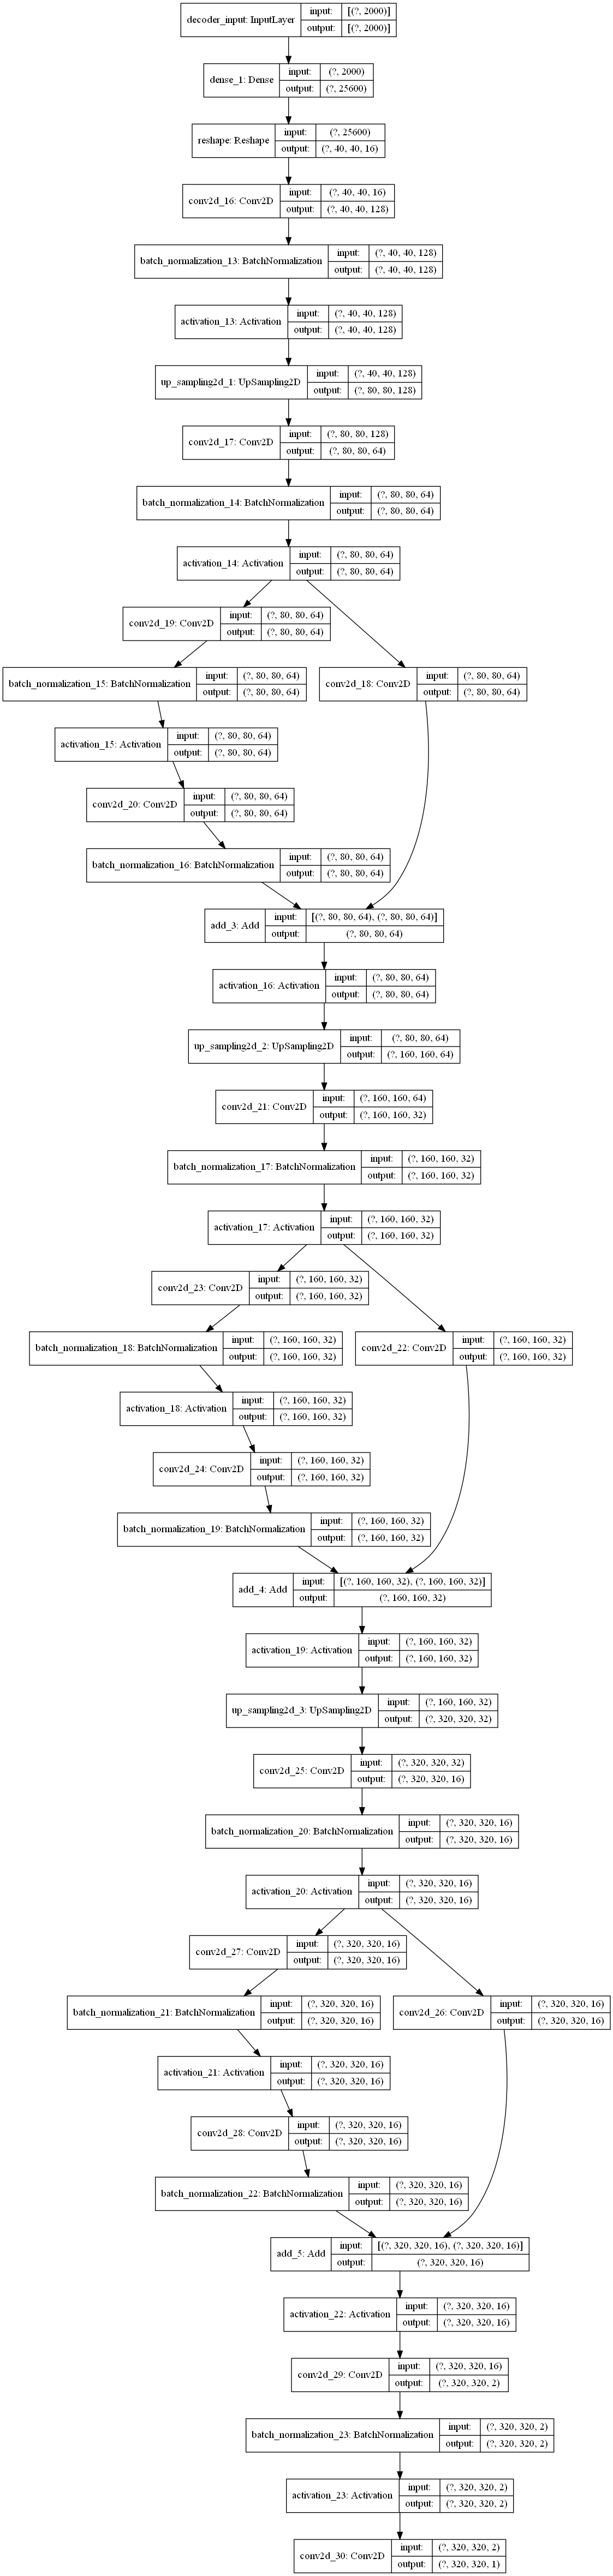 decoder_input: InputLayer input: [(?, 2000)]
output: [(?, 2000)]
dense_1: Dense input: (?, 2000)
output: (?, 25600)
reshape: Reshape input: (?, 25600)
output: (?, 40, 40, 16)
conv2d_16: Conv2D input: (?, 40, 40, 16)
output: (?, 40, 40, 128)
batch_normalization_13: BatchNormalization input: (?, 40, 40, 128)
output: (?, 40, 40, 128)
activation_13: Activation input: (?, 40, 40, 128)
output: (?, 40, 40, 128)
up_sampling2d_1: UpSampling2D input: (?, 40, 40, 128)
output: (?, 80, 80, 128)
conv2d_17: Conv2D input: (?, 80, 80, 128)
output: (?, 80, 80, 64)
batch_normalization_14: BatchNormalization input: (?, 80, 80, 64)
output: (?, 80, 80, 64)
activation_14: Activation input: (?, 80, 80, 64)
output: (?, 80, 80, 64)
conv2d_19: Conv2D input: (?, 80, 80, 64)
output: (?, 80, 80, 64)
batch_normalization_15: BatchNormalization input: (?, 80, 80, 64)
output: (?, 80, 80, 64)
conv2d_18: Conv2D input: (?, 80, 80, 64)
output: (?, 80, 80, 64)
activation_15: Activation input: (?, 80, 80, 64)
output: (?, 80, 80, 64)
conv2d_20: Conv2D input: (?, 80, 80, 64)
output: (?, 80, 80, 64)
batch_normalization_16: BatchNormalization input: (?, 80, 80, 64)
output: (?, 80, 80, 64)
add_3: Add input: [(?, 80, 80, 64), (?, 80, 80, 64)]
output: (?, 80, 80, 64)
activation_16: Activation input: (?, 80, 80, 64)
output: (?, 80, 80, 64)
up_sampling2d_2: UpSampling2D input: (?, 80, 80, 64)
output: (?, 160, 160, 64)
conv2d_21: Conv2D input: (?, 160, 160, 64)
output: (?, 160, 160, 32)
batch_normalization_17: BatchNormalization input: (?, 160, 160, 32)
output: (?, 160, 160, 32)
activation_17: Activation input: (?, 160, 160, 32)
output: (?, 160, 160, 32)
conv2d_23: Conv2D input: (?, 160, 160, 32)
output: (?, 160, 160, 32)
batch_normalization_18: BatchNormalization input: (?, 160, 160, 32)
output: (?, 160, 160, 32)
conv2d_22: Conv2D input: (?, 160, 160, 32)
output: (?, 160, 160, 32)
activation_18: Activation input: (?, 160, 160, 32)
output: (?, 160, 160, 32)
conv2d_24: Conv2D input: (?, 160, 160, 32)
output: (?, 160, 160, 32)
batch_normalization_19: BatchNormalization input: (?, 160, 160, 32)
output: (?, 160, 160, 32)
add_4: Add input: [(?, 160, 160, 32), (?, 160, 160, 32)]
output: (?, 160, 160, 32)
activation_19: Activation input: (?, 160, 160, 32)
output: (?, 160, 160, 32)
up_sampling2d_3: UpSampling2D input: (?, 160, 160, 32)
output: (?, 320, 320, 32)
conv2d_25: Conv2D input: (?, 320, 320, 32)
output: (?, 320, 320, 16)
batch_normalization_20: BatchNormalization input: (?, 320, 320, 16)
output: (?, 320, 320, 16)
activation_20: Activation input: (?, 320, 320, 16)
output: (?, 320, 320, 16)
conv2d_27: Conv2D input: (?, 320, 320, 16)
output: (?, 320, 320, 16)
batch_normalization_21: BatchNormalization input: (?, 320, 320, 16)
output: (?, 320, 320, 16)
conv2d_26: Conv2D input: (?, 320, 320, 16)
output: (?, 320, 320, 16)
activation_21: Activation input: (?, 320, 320, 16)
output: (?, 320, 320, 16)
conv2d_28: Conv2D input: (?, 320, 320, 16)
output: (?, 320, 320, 16)
batch_normalization_22: BatchNormalization input: (?, 320, 320, 16)
output: (?, 320, 320, 16)
add_5: Add input: [(?, 320, 320, 16), (?, 320, 320, 16)]
output: (?, 320, 320, 16)
activation_22: Activation input: (?, 320, 320, 16)
output: (?, 320, 320, 16)
conv2d_29: Conv2D input: (?, 320, 320, 16)
output: (?, 320, 320, 2)
batch_normalization_23: BatchNormalization input: (?, 320, 320, 2)
output: (?, 320, 320, 2)
activation_23: Activation input: (?, 320, 320, 2)
output: (?, 320, 320, 2)
conv2d_30: Conv2D input: (?, 320, 320, 2)
output: (?, 320, 320, 1)